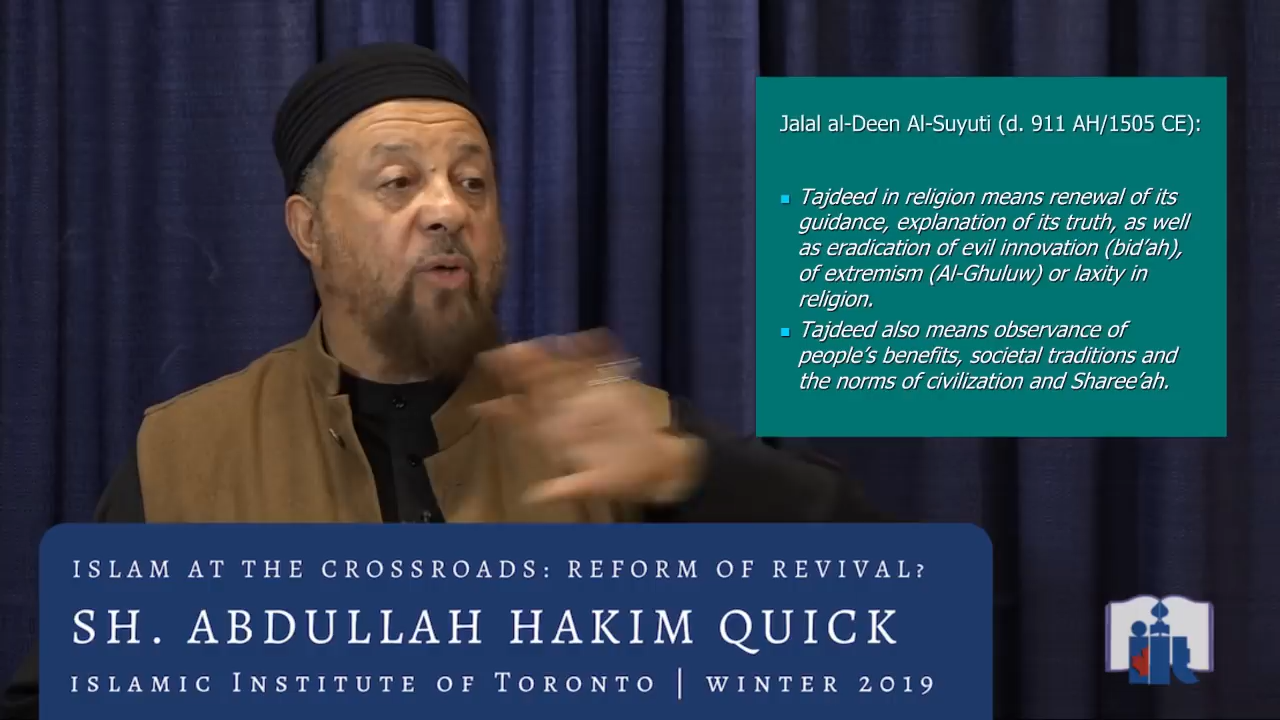 Jalal al-Deen Al-Suyuti (d. 911 AH/1505 CE):
Tajdeed in religion means renewal of its
guidance, explanation of its truth, as well
as eradication of evil innovation (bid'ah),
of extremism (Al-Ghuluw) or laxity in
religion.
Tajdeed also means observance of
people's benefits, societal traditions and
the norms of civilization and Sharee'ah.
ISLAM AT THE CROSSROADS: REFORM OF REVIVAL?
SH. ABDULLAH HAKIM QUICK
ISLAMIC INSTITUTE OF TORONTO | WINTER 2019
iit